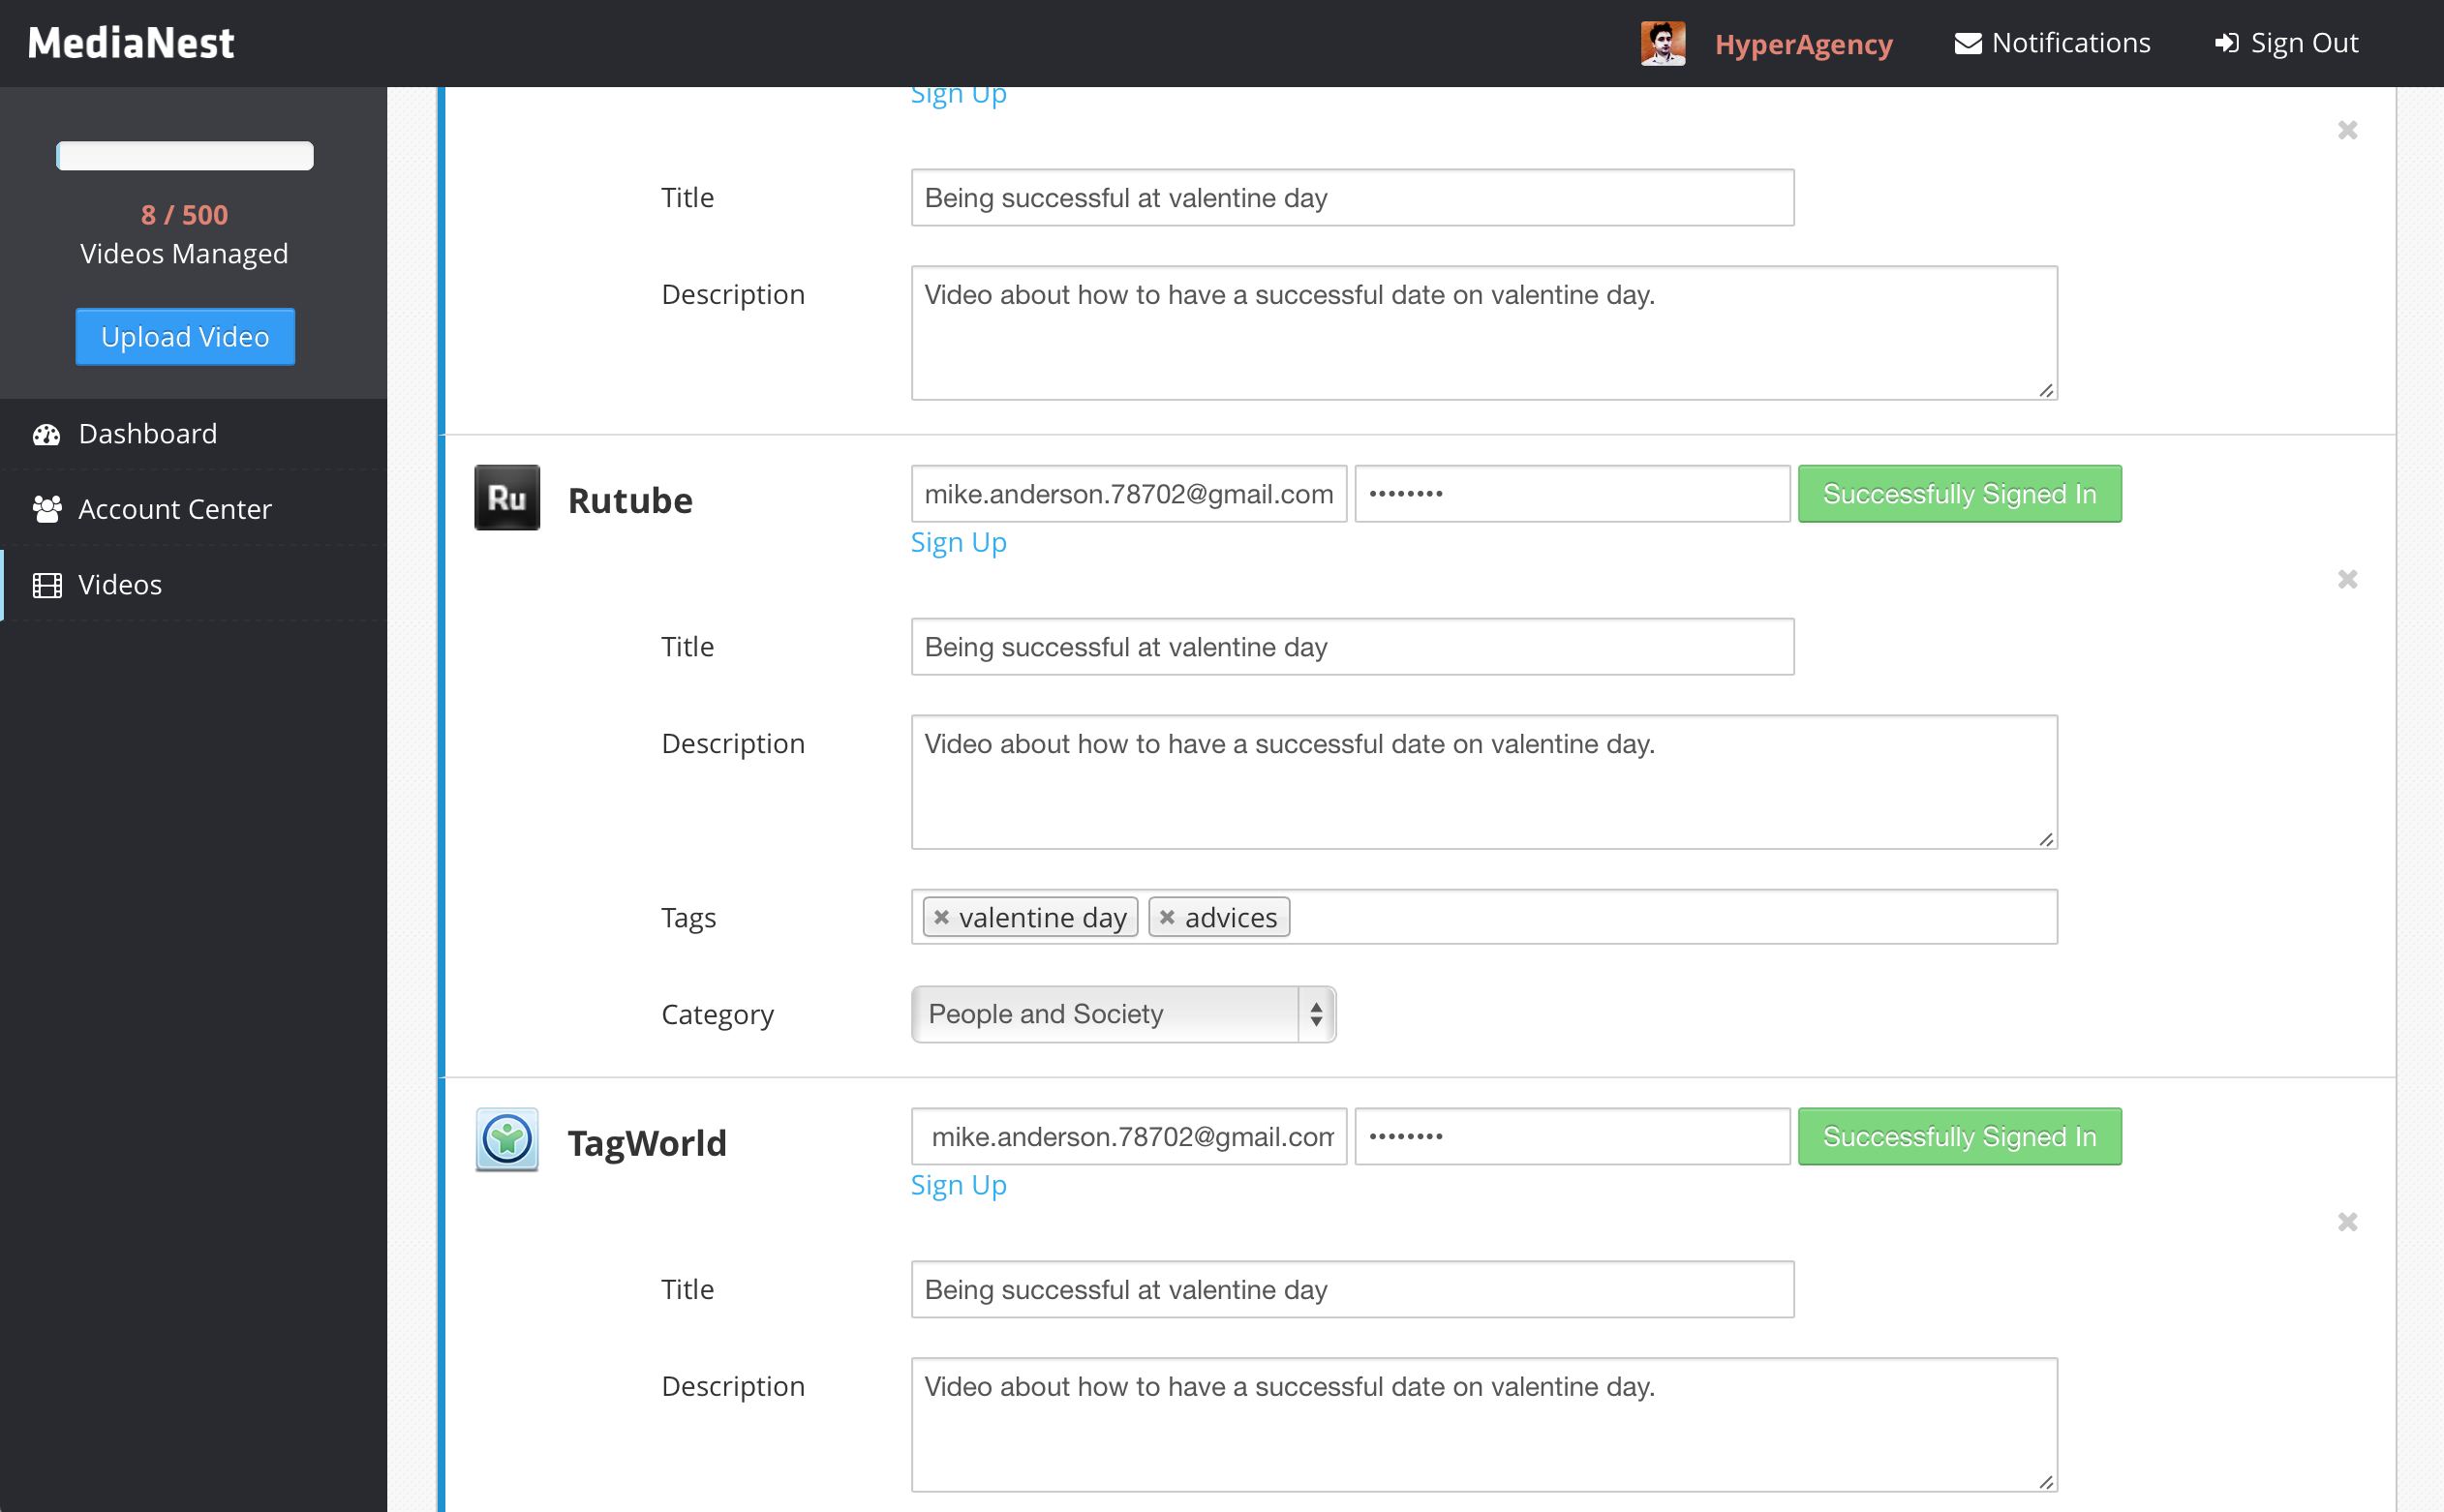 MediaNest
HyperAgency
Notifications
Sign Out
8 / 500
Videos Managed
Upload Video
Dashboard
Account Center
Videos
Sign Up
Title
Being successful at valentine day
Description
Video about how to have a successful date on valentine day.
Ru
Rutube
mike.anderson.78702@gmail.com
••••••••
Successfully Signed In
Sign Up
Title
Being successful at valentine day
Description
Video about how to have a successful date on valentine day.
Tags
valentine day
advices
Category
People and Society
TagWorld
mike.anderson.78702@gmail.com
••••••••
Successfully Signed In
Sign Up
Title
Being successful at valentine day
Description
Video about how to have a successful date on valentine day.